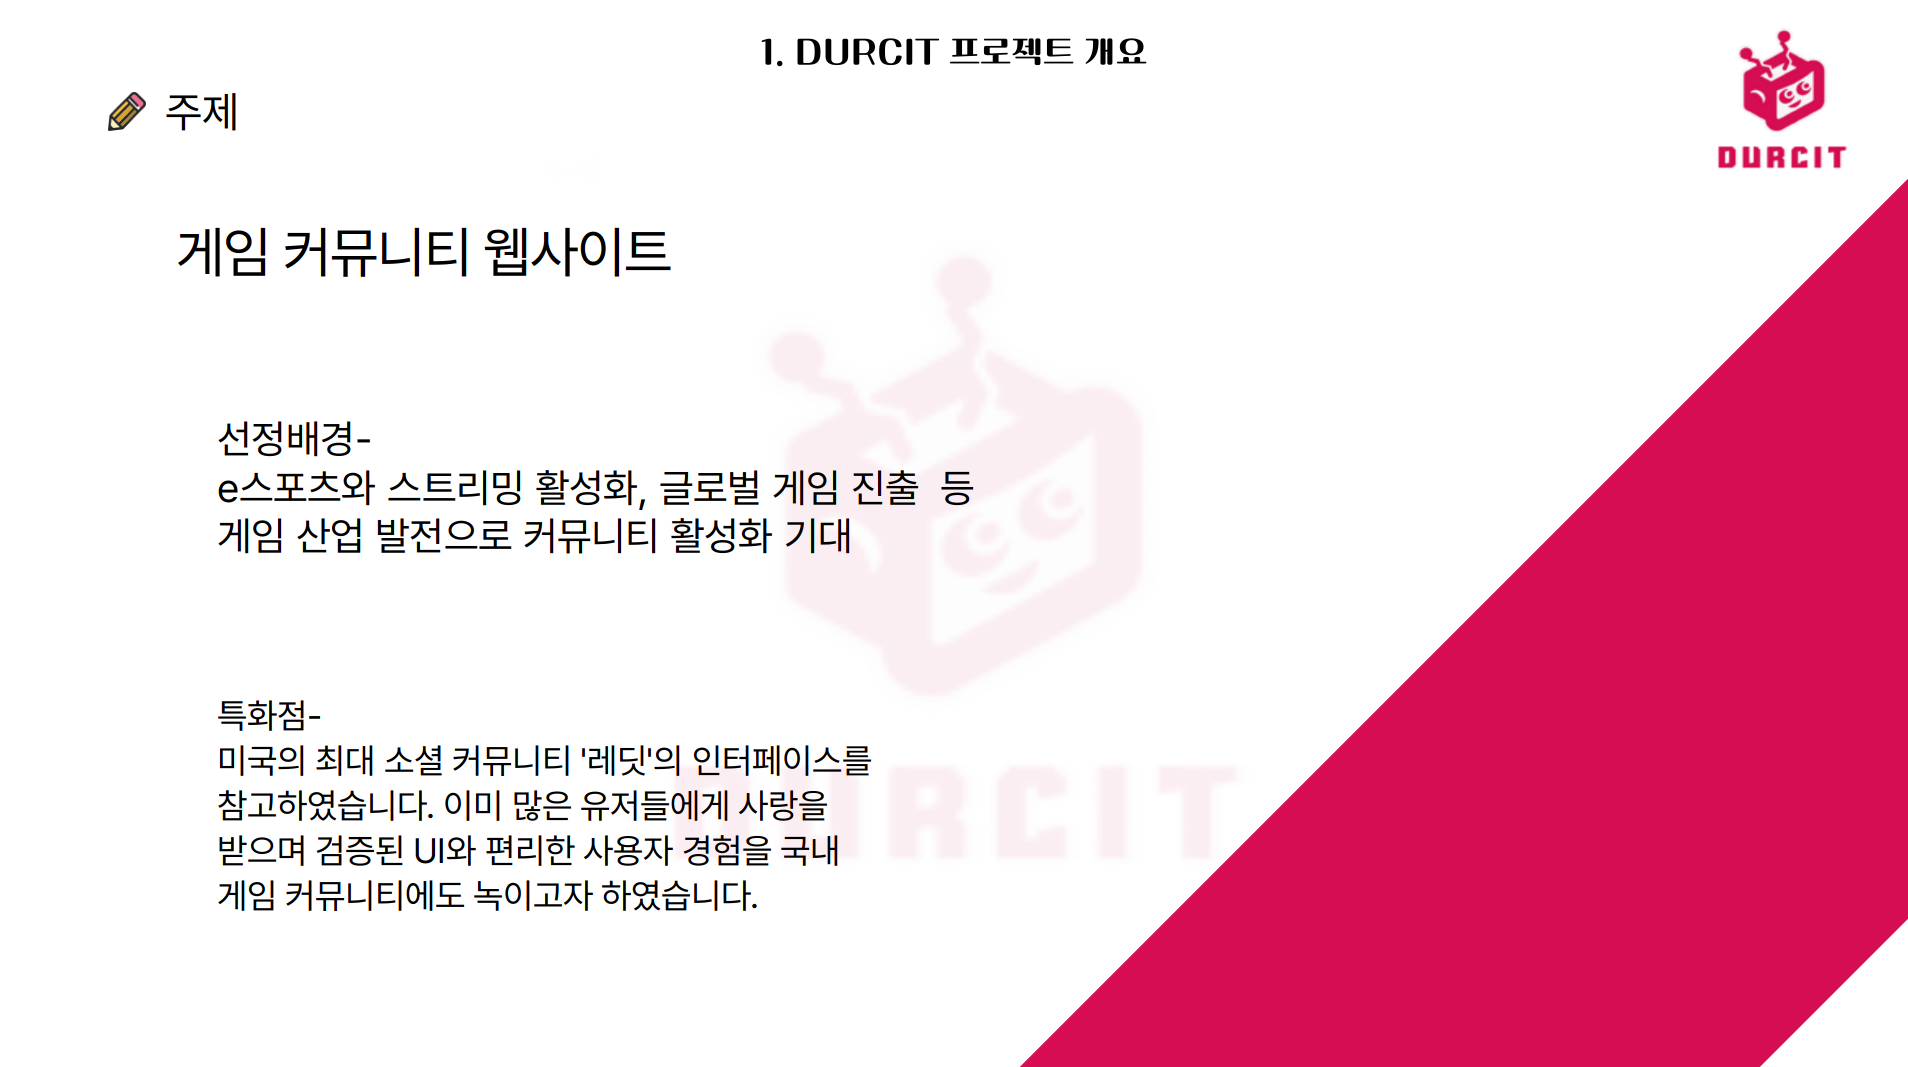 1. DURCIT 프로젝트 개요
주제
DURCIT
게임 커뮤니티 웹사이트
선정배경-
e스포츠와 스트리밍 활성화, 글로벌 게임 진출 등
게임 산업 발전으로 커뮤니티 활성화 기대
특화점-
미국의 최대 소셜 커뮤니티 '레딧'의 인터페이스를
참고하였습니다. 이미 많은 유저들에게 사랑을
받으며 검증된 UI와 편리한 사용자 경험을 국내
게임 커뮤니티에도 녹이고자 하였습니다.
DURCIT